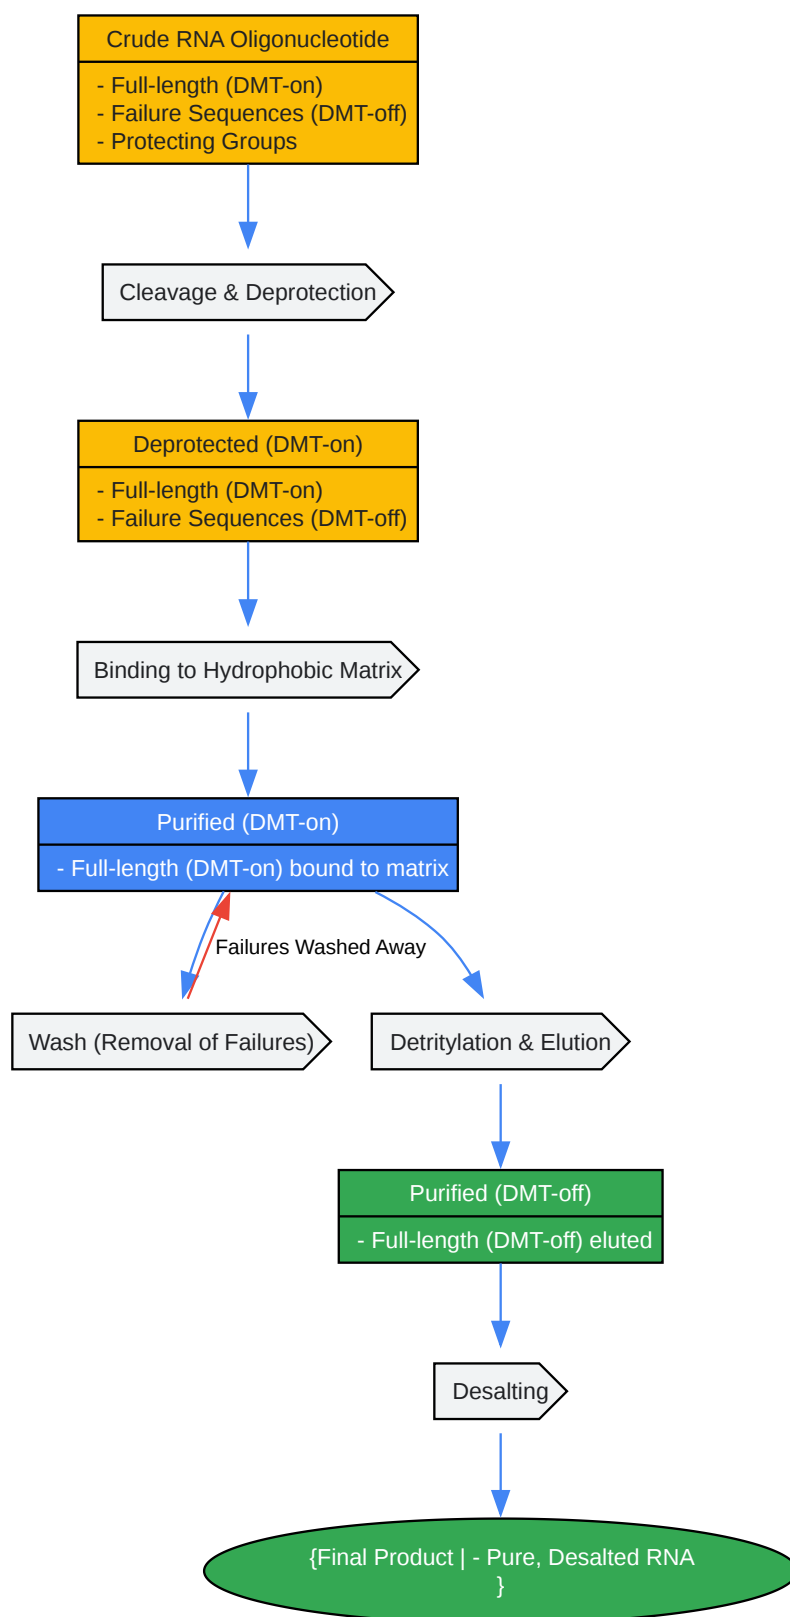 Crude RNA Oligonucleotide
- Full-length (DMT-on)
- Failure Sequences (DMT-off)
- Protecting Groups
Cleavage & Deprotection
Deprotected (DMT-on)
- Full-length (DMT-on)
- Failure Sequences (DMT-off)
Binding to Hydrophobic Matrix
Purified (DMT-on)
- Full-length (DMT-on) bound to matrix
Failures Washed Away
Wash (Removal of Failures)
Detritylation & Elution
Purified (DMT-off)
- Full-length (DMT-off) eluted
Desalting
{Final Product | - Pure, Desalted RNA
}